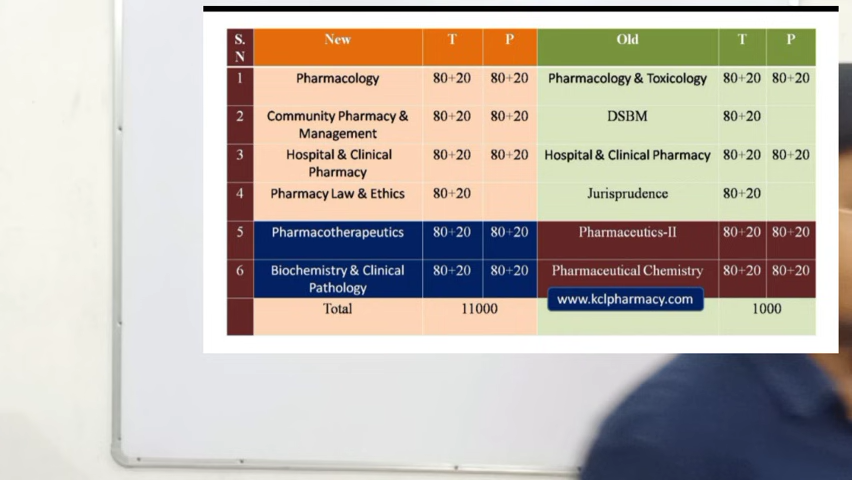 S. N New T P Old T P
1 Pharmacology 80+20 80+20 Pharmacology & Toxicology 80+20 80+20
2 Community Pharmacy & 80+20 80+20 DSBM 80+20
Management
3 Hospital & Clinical 80+20 80+20 Hospital & Clinical Pharmacy 80+20 80+20
Pharmacy
4 Pharmacy Law & Ethics 80+20 Jurisprudence 80+20
5 Pharmacotherapeutics 80+20 80+20 Pharmaceutics-II 80+20 80+20
6 Biochemistry & Clinical 80+20 80+20 Pharmaceutical Chemistry 80+20 80+20
Pathology
www.kclpharmacy.com
Total 11000 1000